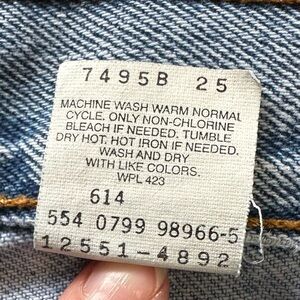 7495B 25
MACHINE WASH WARM NORMAL
CYCLE. ONLY NON-CHLORINE
BLEACH IF NEEDED. TUMBLE
DRY HOT. HOT IRON IF NEEDED.
WASH AND DRY
WITH LIKE COLORS.
WPL 423
614
554 0799 98966-5
12551-4892